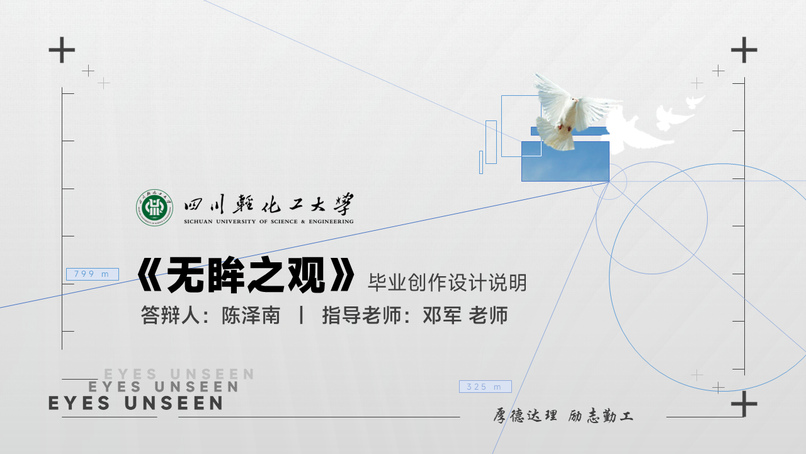 四川轻化工大学
SICHUAN UNIVERSITY OF SCIENCE & ENGINEERING
799 m
《无眸之观》 毕业创作设计说明
答辩人：陈泽南 | 指导老师：邓军 老师
EYES UNSEEN
EYES UNSEEN
EYES UNSEEN
325 m
厚德达理 励志勤工